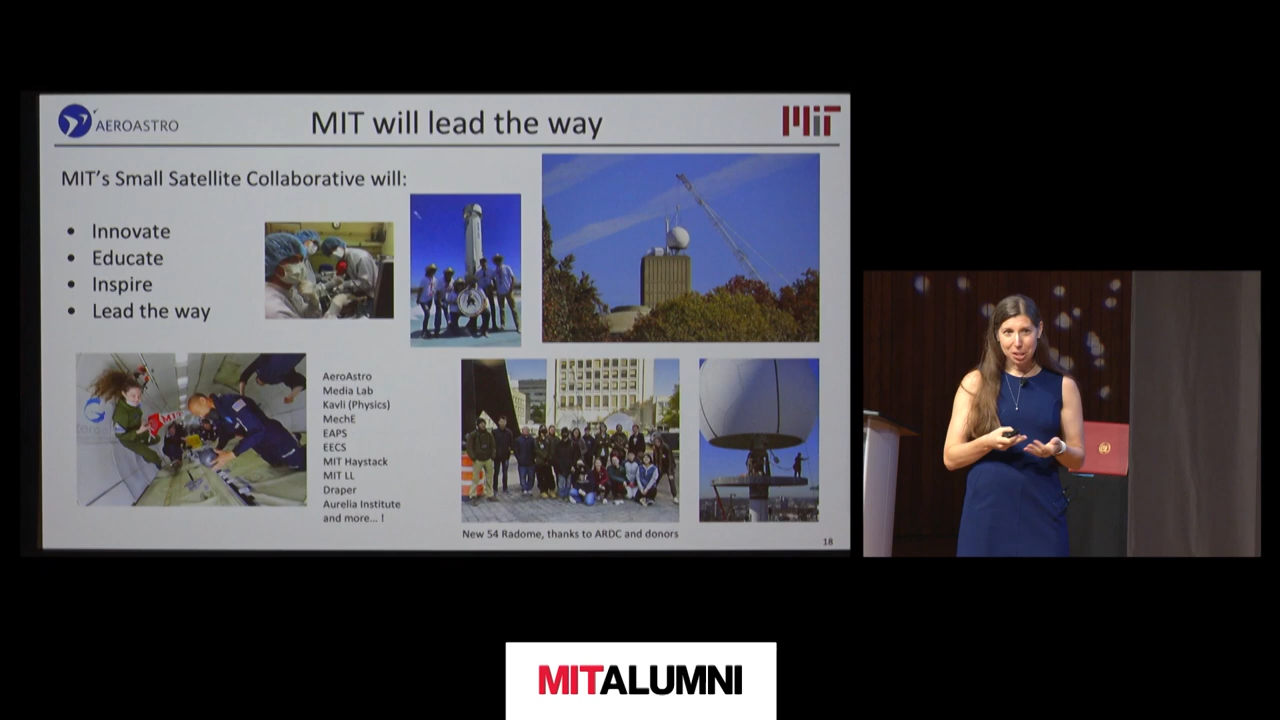 AEROASTRO
MIT will lead the way
MIT
MIT's Small Satellite Collaborative will:
• Innovate
• Educate
• Inspire
• Lead the way
MIT
AeroAstro
Media Lab
Kavli (Physics)
MechE
EAPS
EECS
MIT Haystack
MIT LL
Draper
Aurelia Institute
and more... !
New 54 Radome, thanks to ARDC and donors
18
MITALUMNI